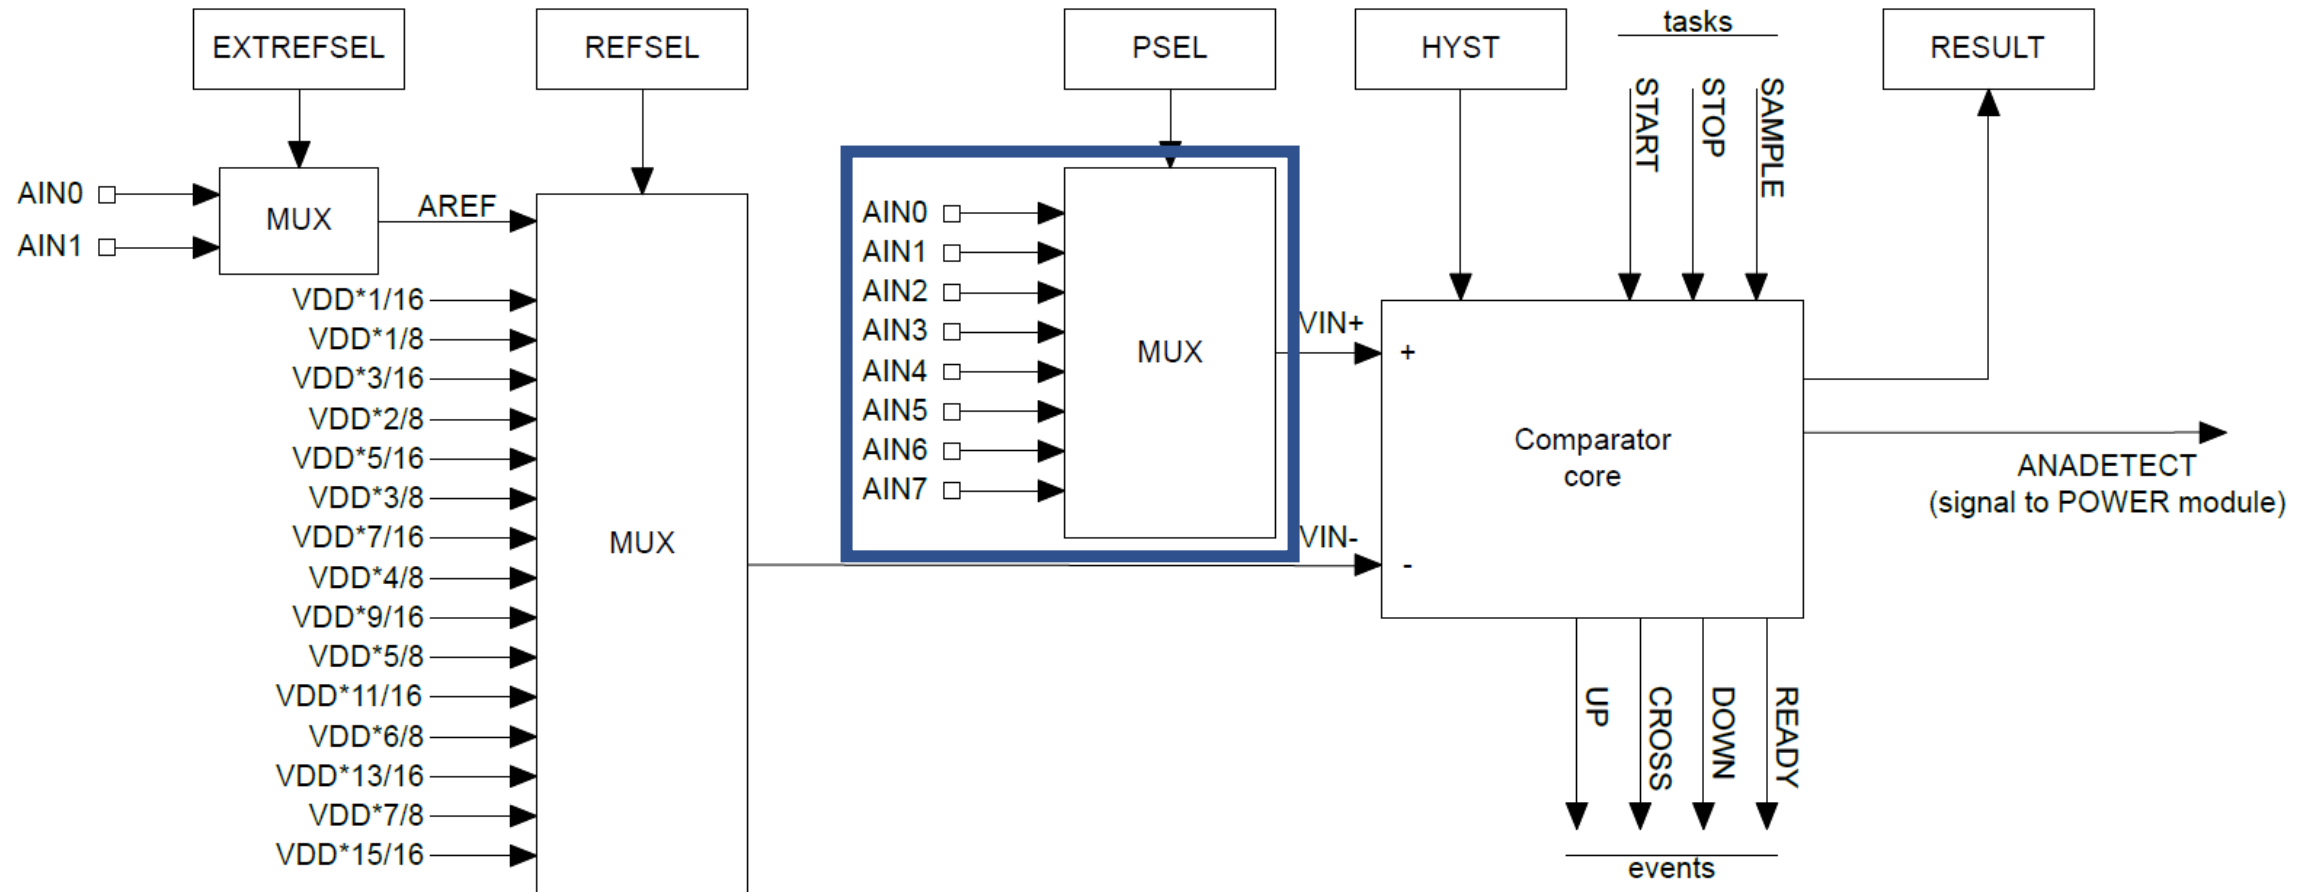 EXTREFSEL
REFSEL
PSEL
HYST
tasks
RESULT
START
STOP
SAMPLE
AIN0
AIN1
MUX
AREF
VDD*1/16
VDD*1/8
VDD*3/16
VDD*2/8
VDD*5/16
VDD*3/8
VDD*7/16
VDD*4/8
VDD*9/16
VDD*5/8
VDD*11/16
VDD*6/8
VDD*13/16
VDD*7/8
VDD*15/16
MUX
AIN0
AIN1
AIN2
AIN3
AIN4
AIN5
AIN6
AIN7
MUX
VIN+
VIN-
+
-
Comparator
core
ANADETECT
(signal to POWER module)
UP
CROSS
DOWN
READY
events